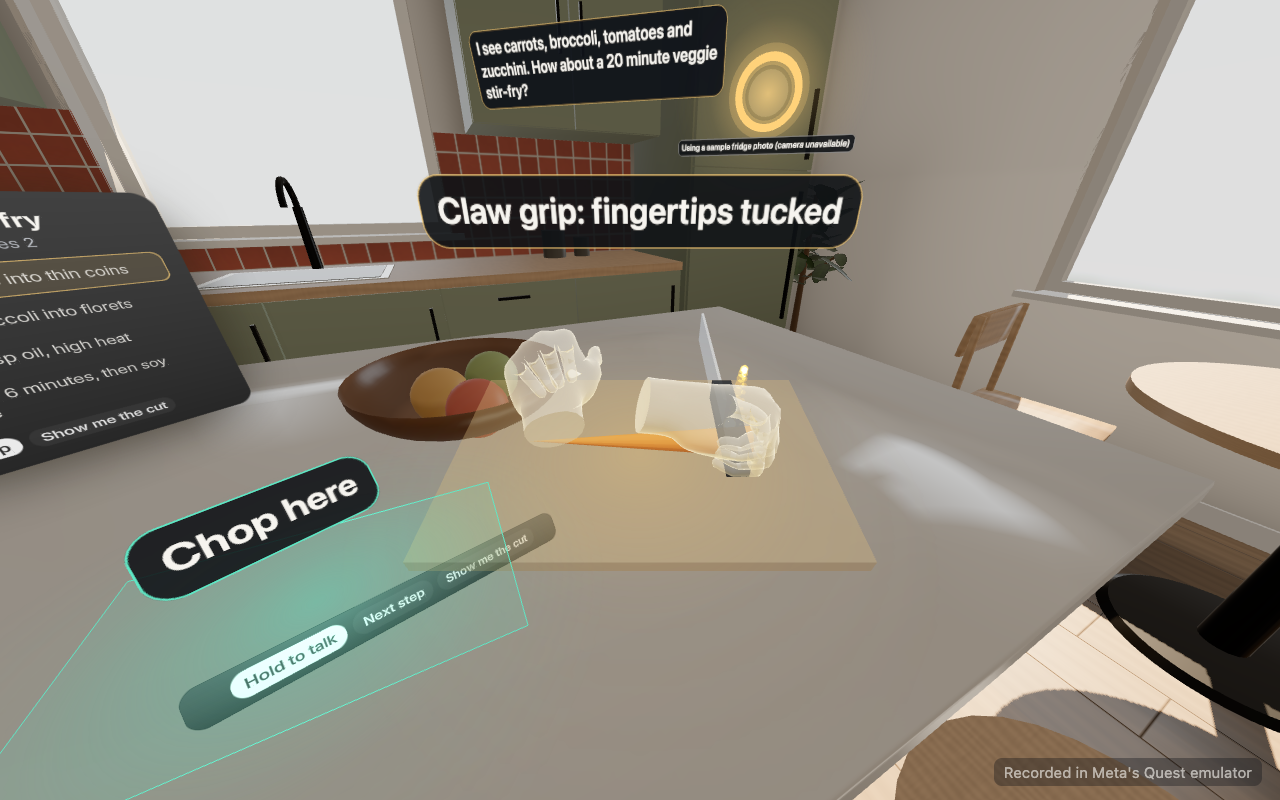 I see carrots, broccoli, tomatoes and
zucchini. How about a 20 minute veggie
stir-fry?
Using a sample fridge photo (camera unavailable)
Claw grip: fingertips tucked
fry
es 2
into thin coins
ccoli into florets
sp oil, high heat
6 minutes, then soy
Show me the cut
Chop here
Hold to talk
Next step
Show me the cut
Recorded in Meta's Quest emulator